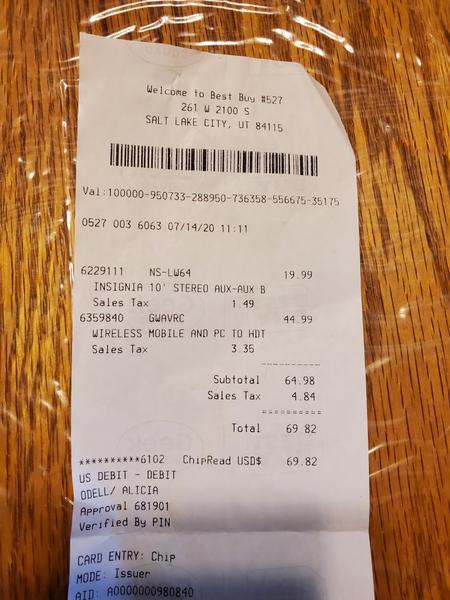 Welcome to Best Buy #527
261 W 2100 S
SALT LAKE CITY, UT 84115
Val:100000-950733-288950-736358-556675-35175
0527 003 6063 07/14/20 11:11
6229111 NS-LW64 19.99
INSIGNIA 10' STEREO AUX-AUX B
Sales Tax 1.49
6359840 GWAVRC 44.99
WIRELESS MOBILE AND PC TO HDT
Sales Tax 3.35
----------
Subtotal 64.98
Sales Tax 4.84
==========
Total 69 82
**********6102 ChipRead USD$ 69.82
US DEBIT - DEBIT
ODELL/ ALICIA
Approval 681901
Verified By PIN
CARD ENTRY: Chip
MODE: Issuer
AID: A0000000980840